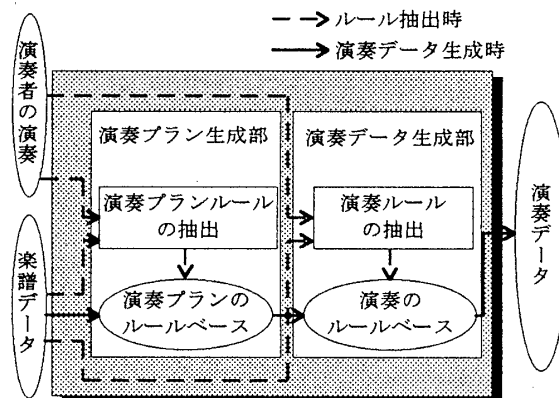 ルール抽出時
演奏データ生成時
演奏者の演奏
楽譜データ
演奏プラン生成部
演奏プランルール
の抽出
演奏プランの
ルールベース
演奏データ生成部
演奏ルール
の抽出
演奏の
ルールベース
演奏データ